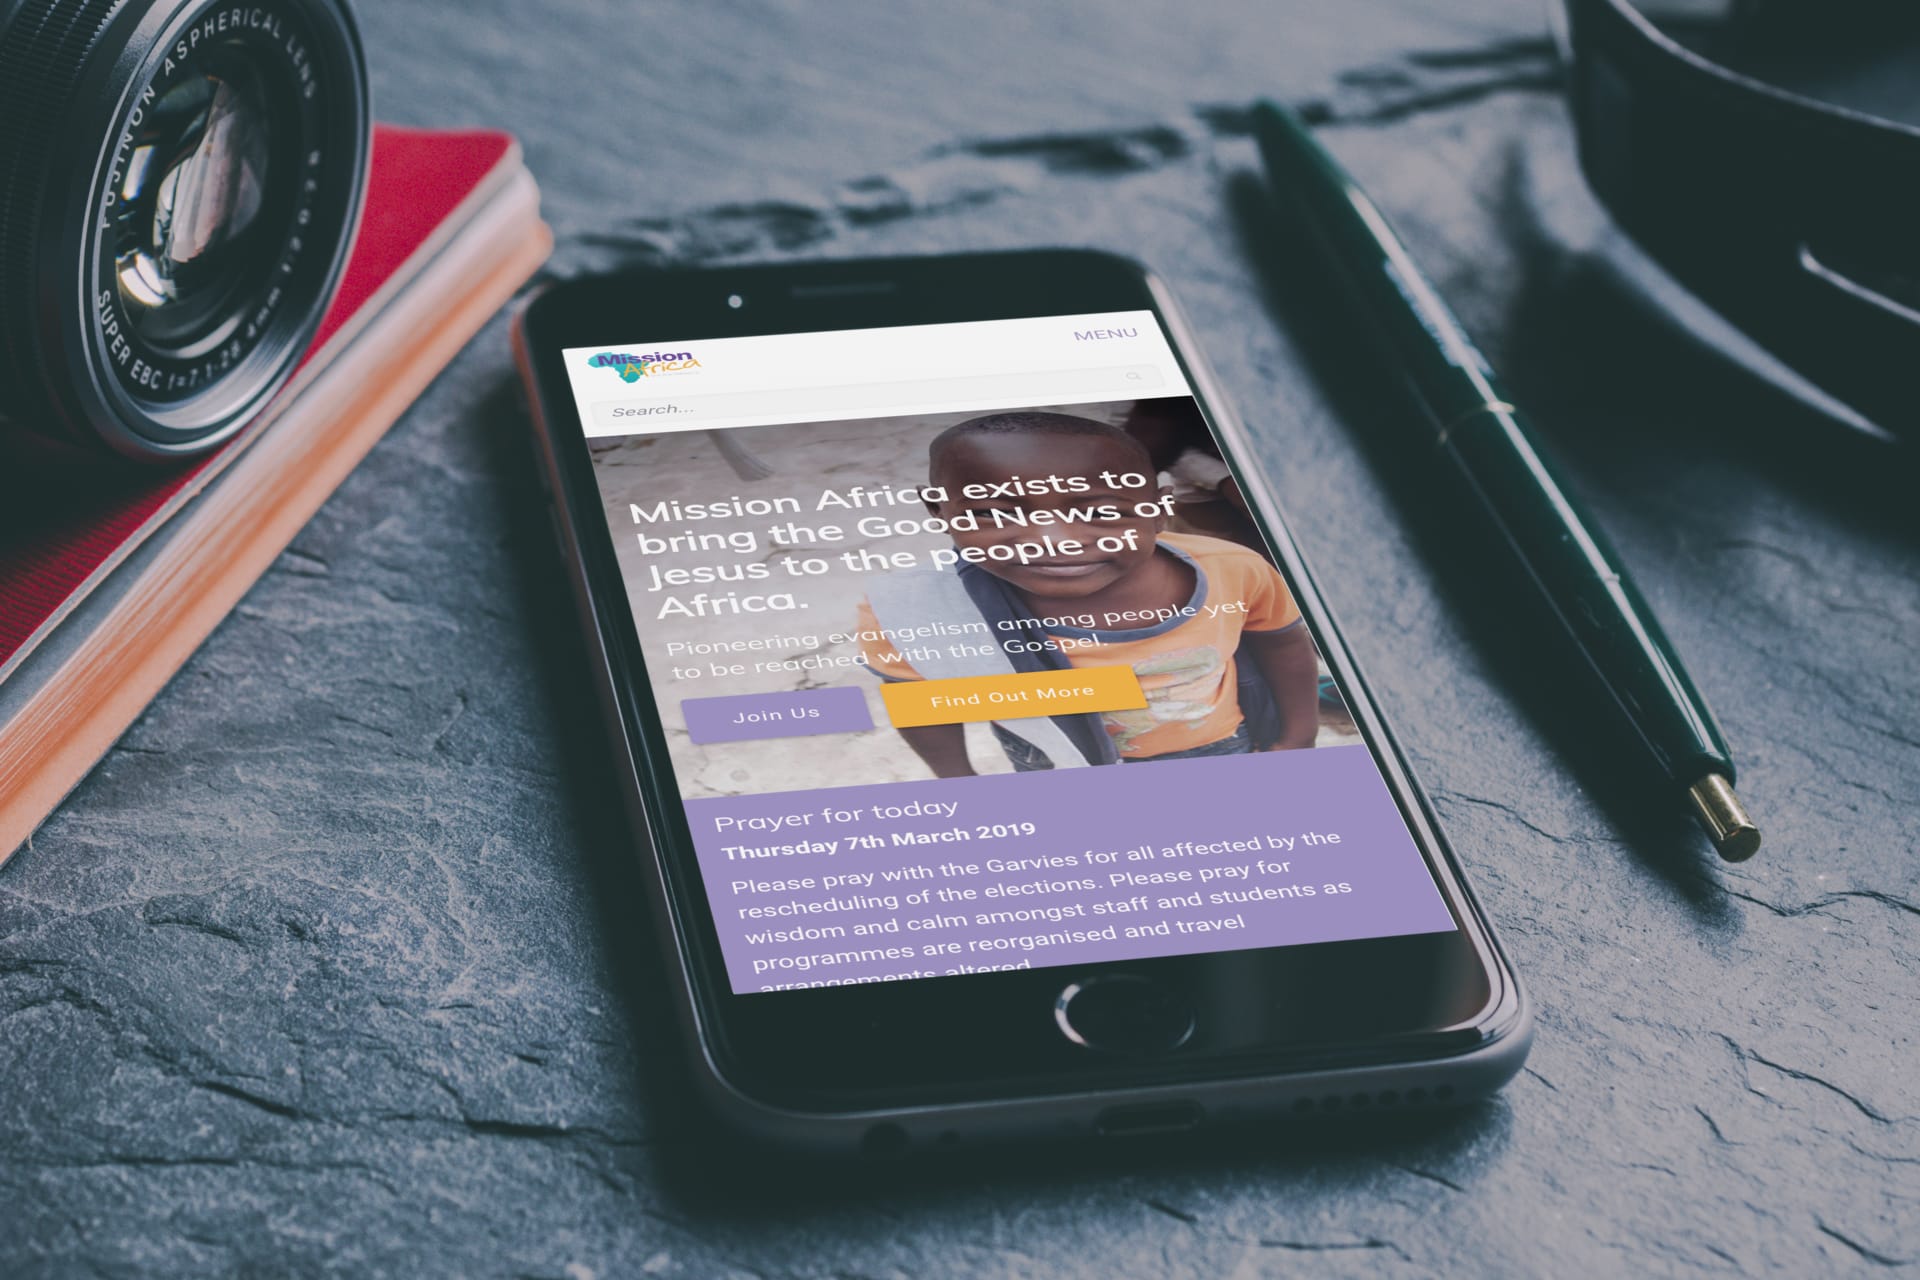 FUJINON ASPHERICAL LENS
SUPER EBC f=7.1-28.4mm
Mission
Africa
MENU
Search...
Mission Africa exists to
bring the Good News of
Jesus to the people of
Africa.
Pioneering evangelism among people yet
to be reached with the Gospel.
Join Us
Find Out More
Prayer for today
Thursday 7th March 2019
Please pray with the Garvies for all affected by the
rescheduling of the elections. Please pray for
wisdom and calm amongst staff and students as
programmes are reorganised and travel
arrangements altered